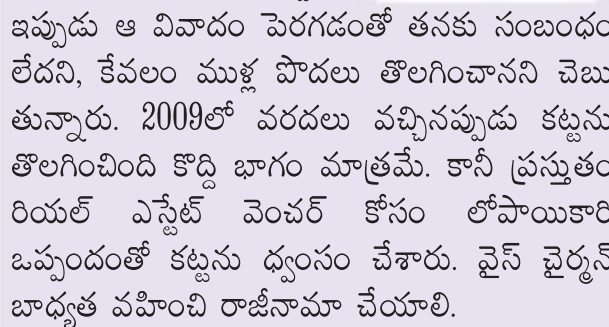 ఇప్పుడు ఆ వివాదం పెరగడంతో తనకు సంబంధం
లేదని, కేవలం ముళ్ల పొదలు తొలగించానని చెబు
తున్నారు. 2009లో వరదలు వచ్చినప్పుడు కట్టను
తొలగించింది కొద్ది భాగం మాత్రమే. కానీ ప్రస్తుతం
రియల్ ఎస్టేట్ వెంచర్ కోసం లోపాయికారి
ఒప్పందంతో కట్టను ధ్వంసం చేశారు. వైస్ చైర్మన్
బాధ్యత వహించి రాజీనామా చేయాలి.